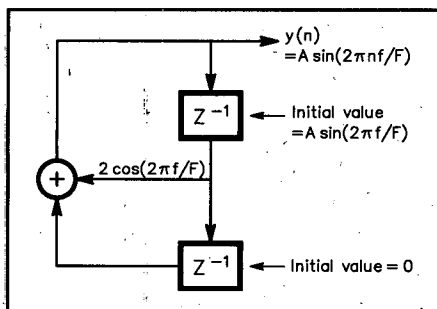 y(n)
=A sin(2πnf/F)
Z⁻¹
Initial value
=A sin(2πf/F)
+
2 cos(2πf/F)
Z⁻¹
Initial value=0